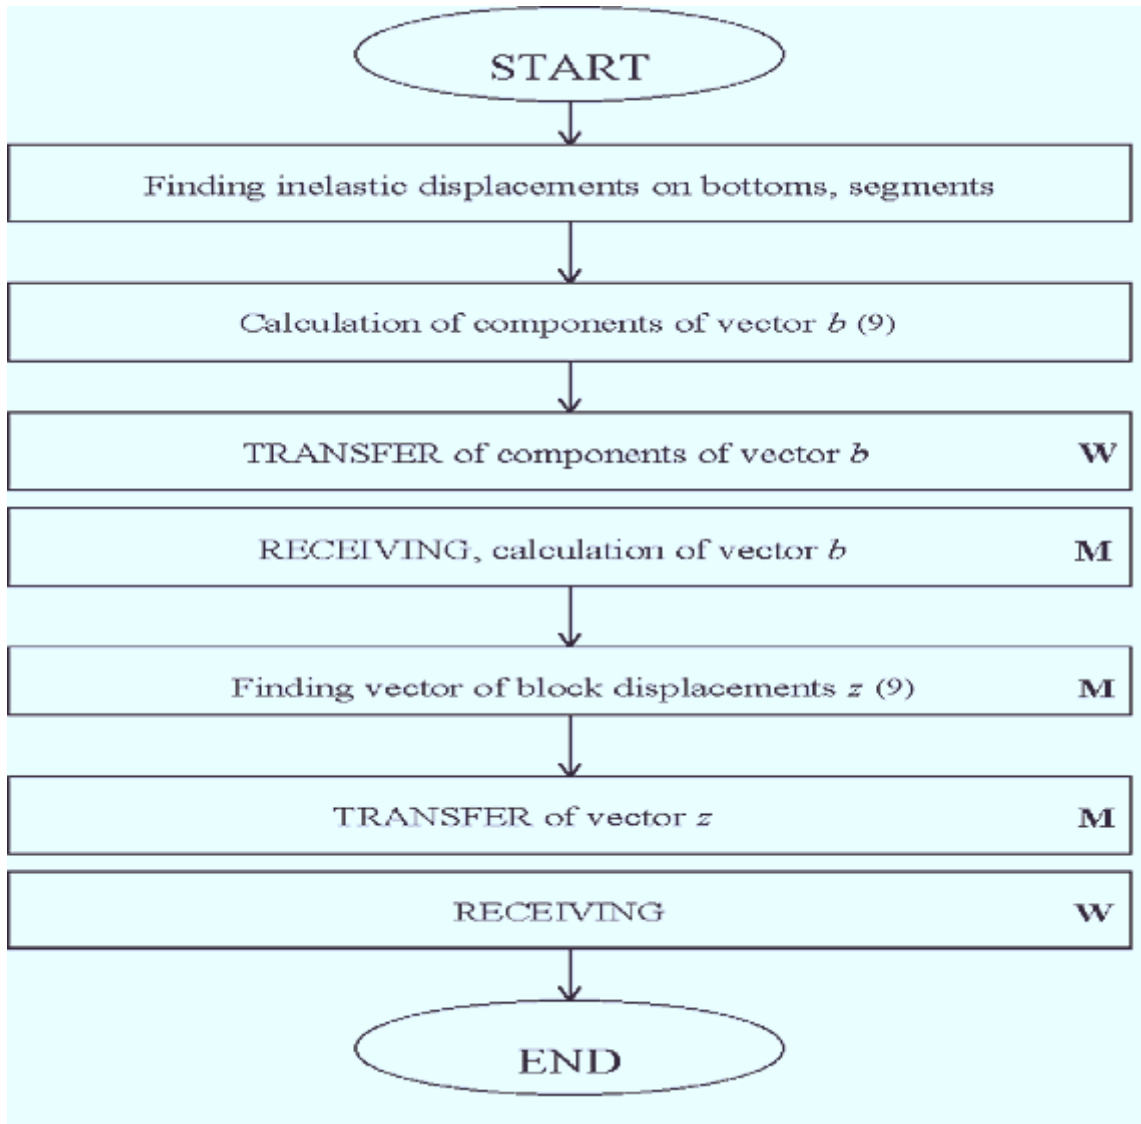 START
Finding inelastic displacements on bottoms, segments
Calculation of components of vector b (9)
TRANSFER of components of vector b W
RECEIVING, calculation of vector b M
Finding vector of block displacements z (9) M
TRANSFER of vector z M
RECEIVING W
END